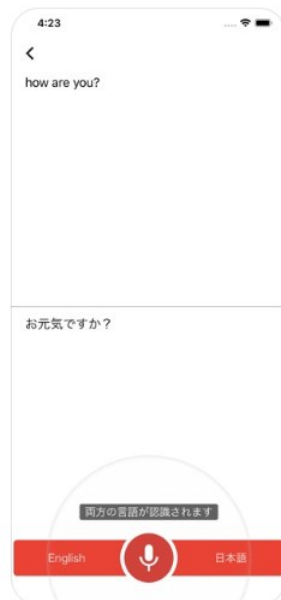 4:23
how are you?
お元気ですか？
両方の言語が認識されます
English
日本語